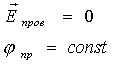 E⃗ пров = 0
φ пр = const